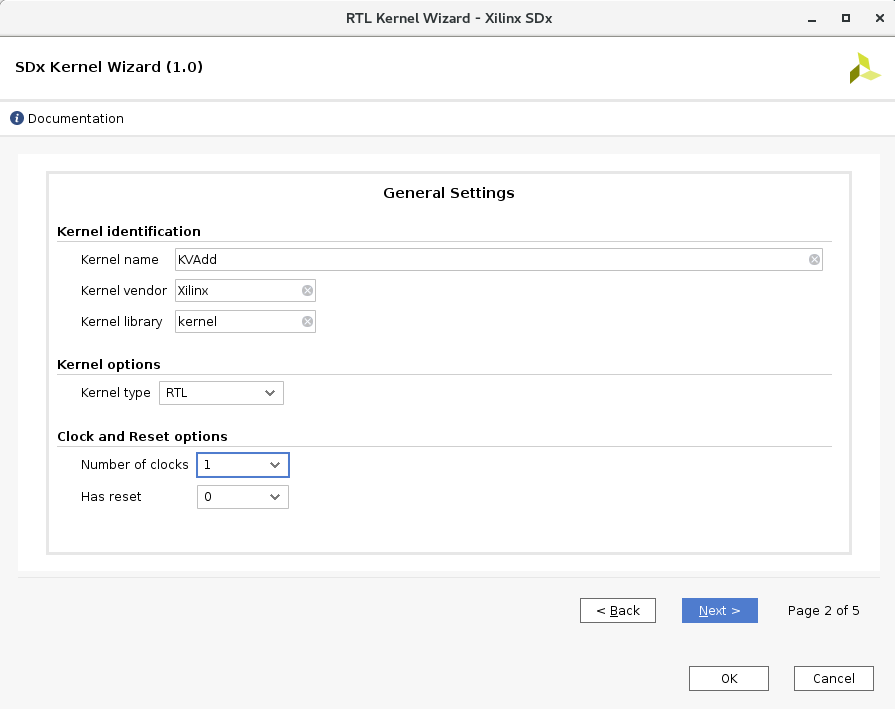 RTL Kernel Wizard - Xilinx SDx
SDx Kernel Wizard (1.0)
Documentation
General Settings
Kernel identification
Kernel name KVAdd
Kernel vendor Xilinx
Kernel library kernel
Kernel options
Kernel type RTL
Clock and Reset options
Number of clocks 1
Has reset 0
< Back Next > Page 2 of 5
OK Cancel